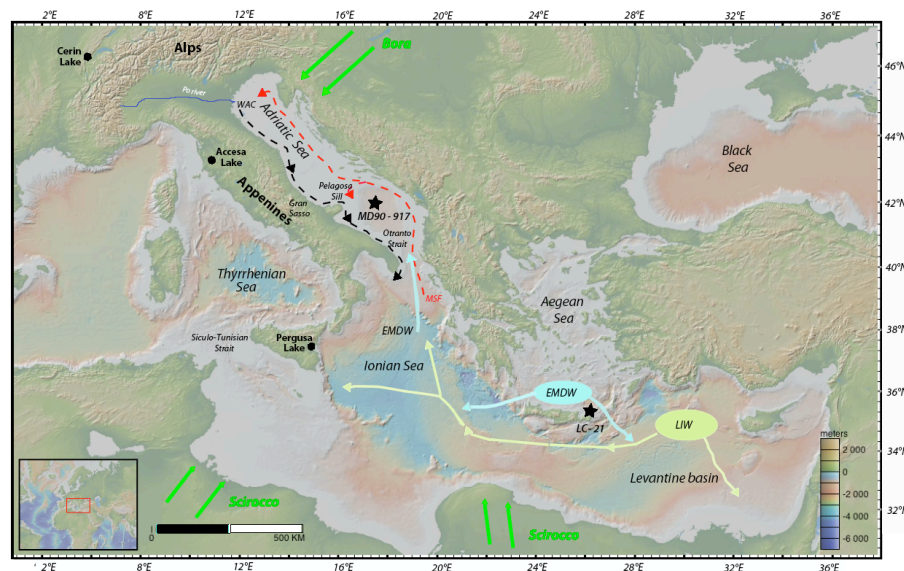 2°E 8°E 12°E 16°E 20°E 24°E 28°E 32°E 36°E
Alps
Bora
Cerin
Lake
46°N
Po river
WAC
Adriatic Sea
44°N
Accesa
Lake
Black
Sea
Pelagosa
Sill
Appenines
Gran
Sasso
42°N
MD90 - 917
Otranto
Strait
40°N
Thyrrhenian
Sea
MSF
Aegean
Sea
38°N
EMDW
Siculo-Tunisian
Strait
Pergusa
Lake
Ionian Sea
36°N
EMDW
LC-21
LIW
meters
2 000
0
-2 000
-4 000
-6 000
34°N
Levantine basin
Scirocco
Scirocco
32°N
0 500 KM
2°E 8°E 12°E 16°E 20°E 24°E 28°E 32°E 36°E